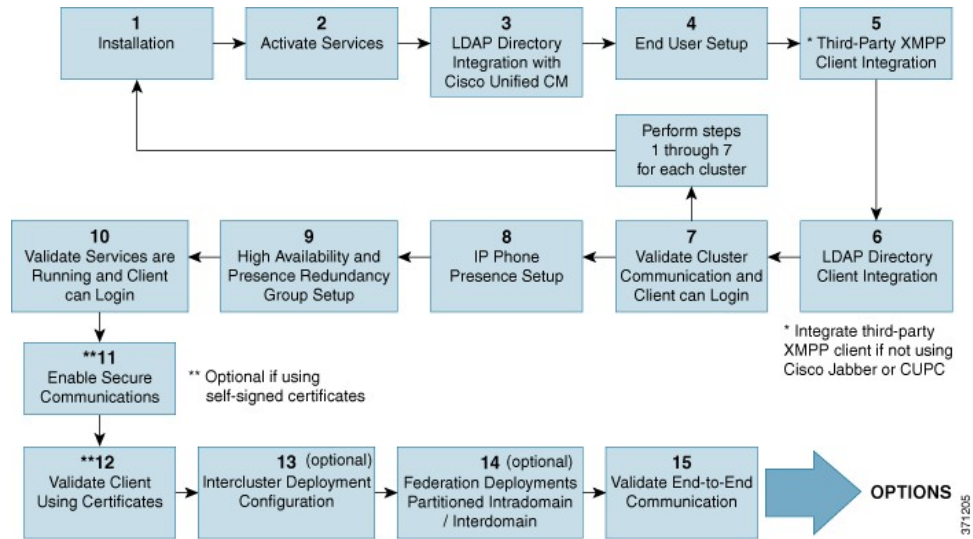 1
Installation
2
Activate Services
3
LDAP Directory
Integration with
Cisco Unified CM
4
End User Setup
5
* Third-Party XMPP
Client Integration
Perform steps
1 through 7
for each cluster
10
Validate Services are
Running and Client
can Login
9
High Availability and
Presence Redundancy
Group Setup
8
IP Phone
Presence Setup
7
Validate Cluster
Communication and
Client can Login
6
LDAP Directory
Client Integration
* Integrate third-party
XMPP client if not using
Cisco Jabber or CUPC
**11
Enable Secure
Communications
** Optional if using
self-signed certificates
**12
Validate Client
Using Certificates
13 (optional)
Intercluster Deployment
Configuration
14 (optional)
Federation Deployments
Partitioned Intradomain
/ Interdomain
15
Validate End-to-End
Communication
OPTIONS
371205